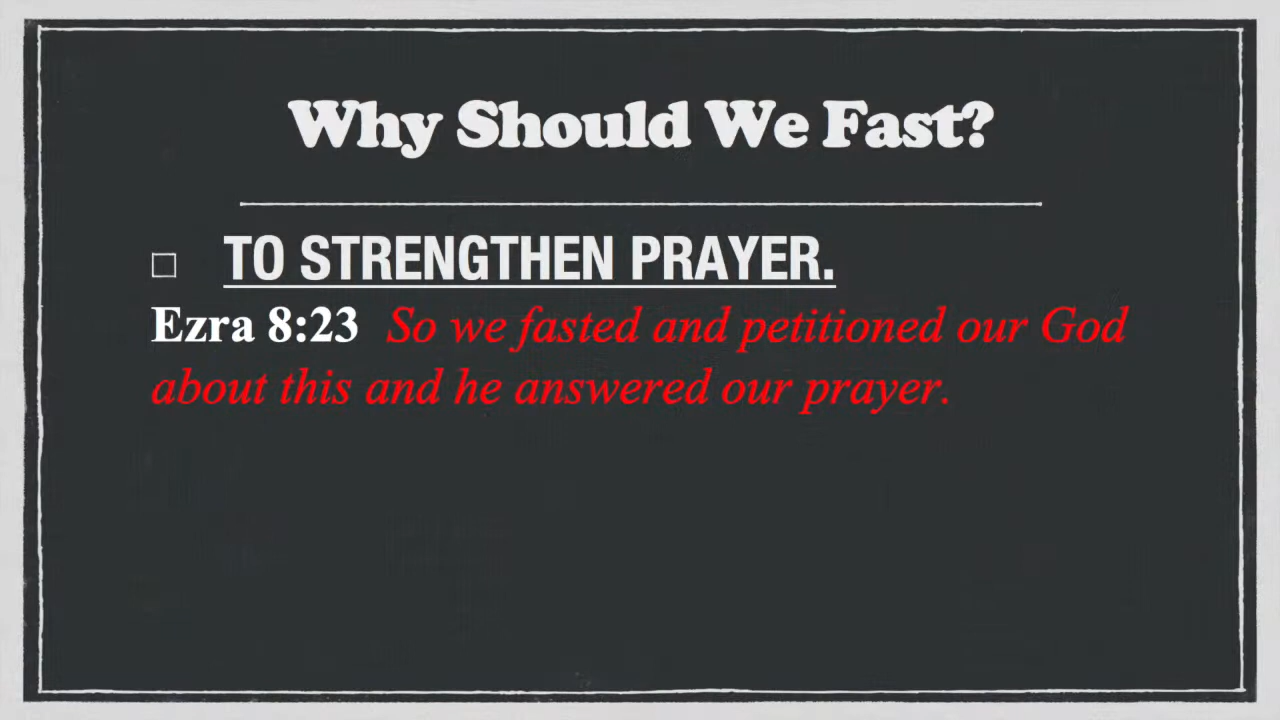 Why Should We Fast?
TO STRENGTHEN PRAYER.
Ezra 8:23 So we fasted and petitioned our God
about this and he answered our prayer.